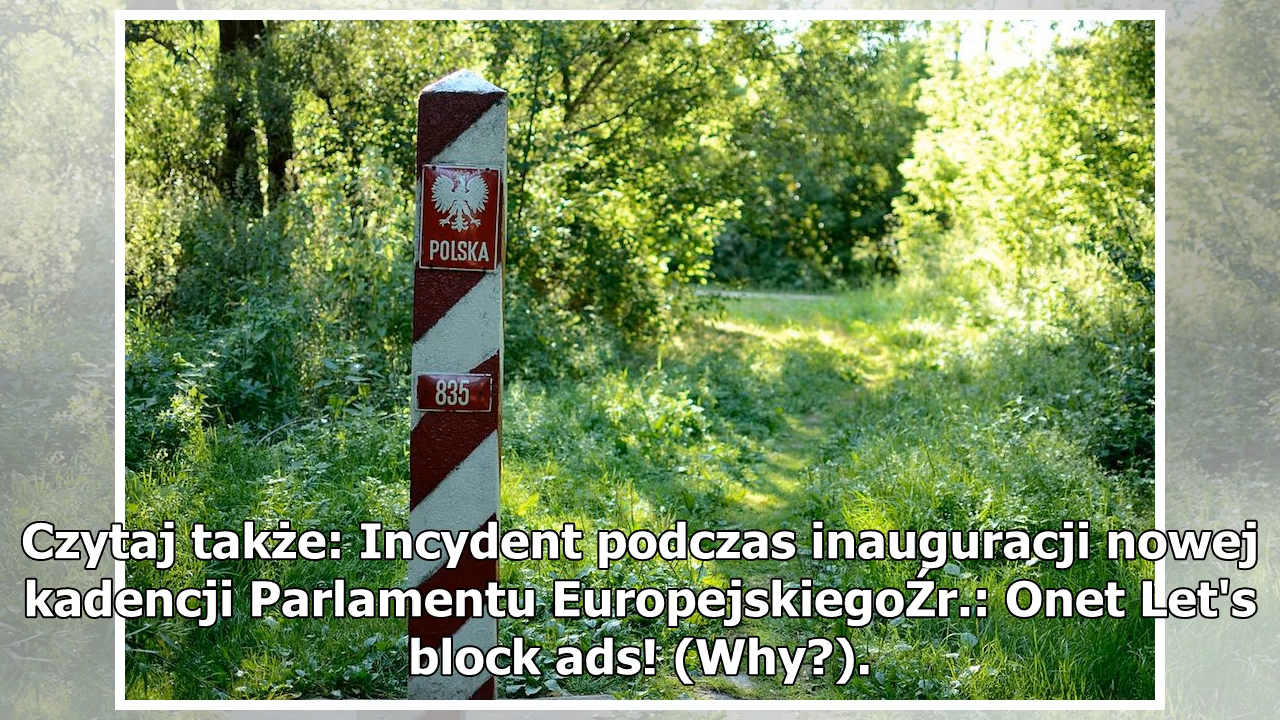 POLSKA
835
Czytaj także: Incydent podczas inauguracji nowej
kadencji Parlamentu EuropejskiegoŹr.: Onet Let's
block ads! (Why?).